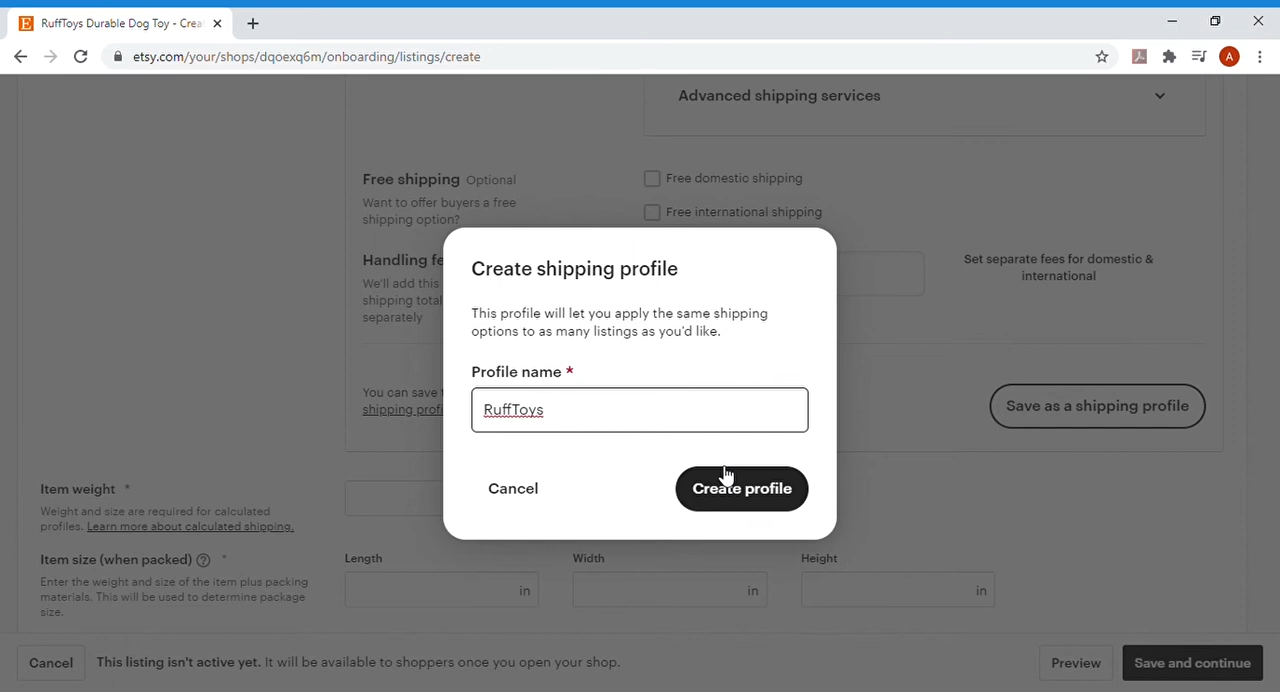 RuffToys Durable Dog Toy - Crea
etsy.com/your/shops/dqoexq6m/onboarding/listings/create
A
Advanced shipping services
Free shipping Optional
Want to offer buyers a free
shipping option?
Free domestic shipping
Free international shipping
Handling fe
We'll add this
shipping total
separately
Set separate fees for domestic &
international
Create shipping profile
This profile will let you apply the same shipping
options to as many listings as you'd like.
Profile name *
RuffToys
Cancel
Create profile
You can save
shipping profi
Save as a shipping profile
Item weight *
Weight and size are required for calculated
profiles. Learn more about calculated shipping.
Item size (when packed) ? *
Enter the weight and size of the item plus packing
materials. This will be used to determine package
size.
Length
Width
Height
in
in
in
Cancel
This listing isn't active yet. It will be available to shoppers once you open your shop.
Preview
Save and continue